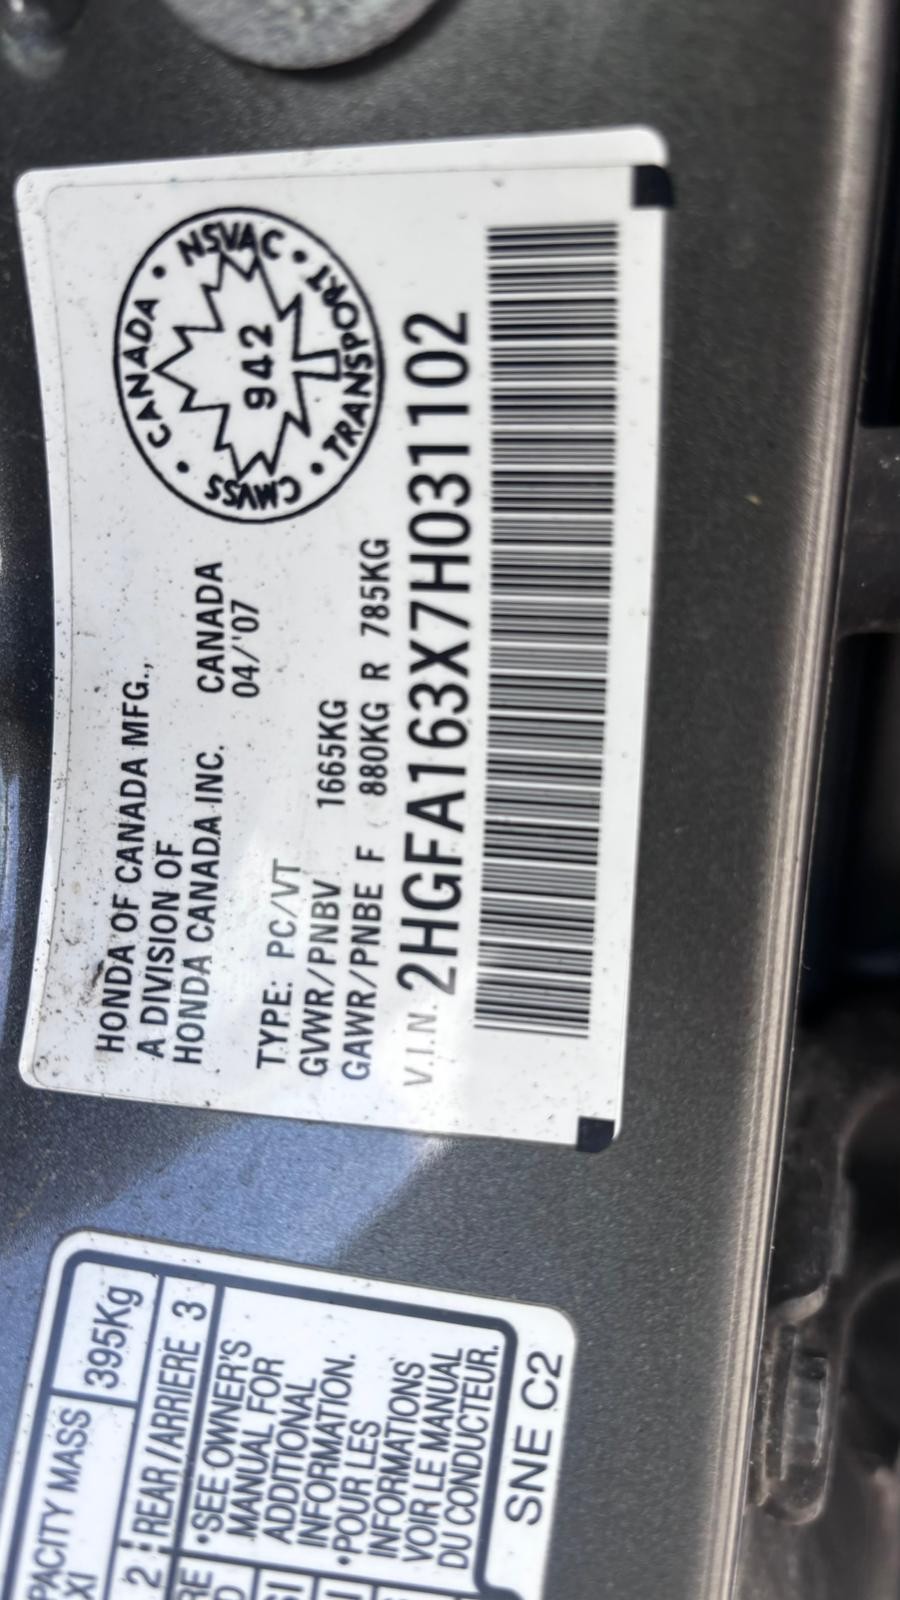 HONDA OF CANADA MFG.,
A DIVISION OF
HONDA CANADA INC. CANADA
04/'07
TYPE: PC/VT
GVWR/PNBV 1665KG
GAWR/PNBE F 880KG R 785KG
V.I.N. 2HGFA163X7H031102
CANADA • NSVAC • TRANSPORT • CMVSS •
942
PACITY MASS 395Kg
XI
2 REAR/ARRIERE 3
•SEE OWNER'S
MANUAL FOR
ADDITIONAL
INFORMATION.
•POUR LES
INFORMATIONS
VOIR LE MANUAL
DU CONDUCTEUR.
SNE C2